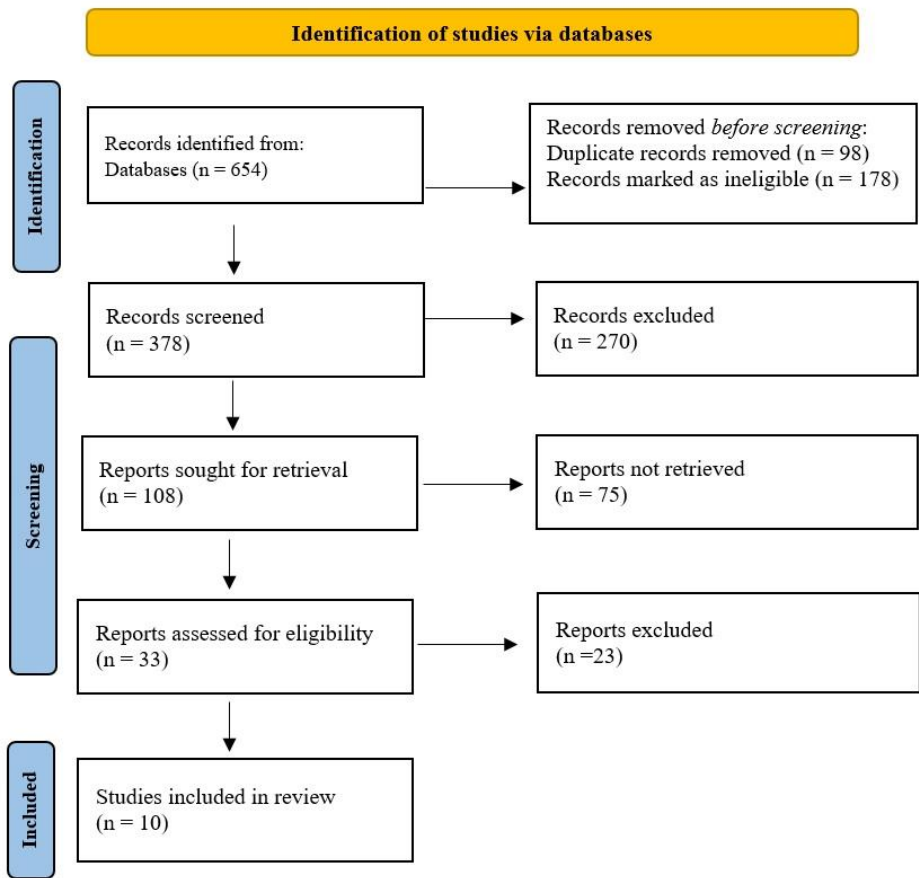 Identification of studies via databases
Identification
Records identified from:
Databases (n = 654)
Records removed before screening:
Duplicate records removed (n = 98)
Records marked as ineligible (n = 178)
Screening
Records screened
(n = 378)
Records excluded
(n = 270)
Reports sought for retrieval
(n = 108)
Reports not retrieved
(n = 75)
Reports assessed for eligibility
(n = 33)
Reports excluded
(n =23)
Included
Studies included in review
(n = 10)